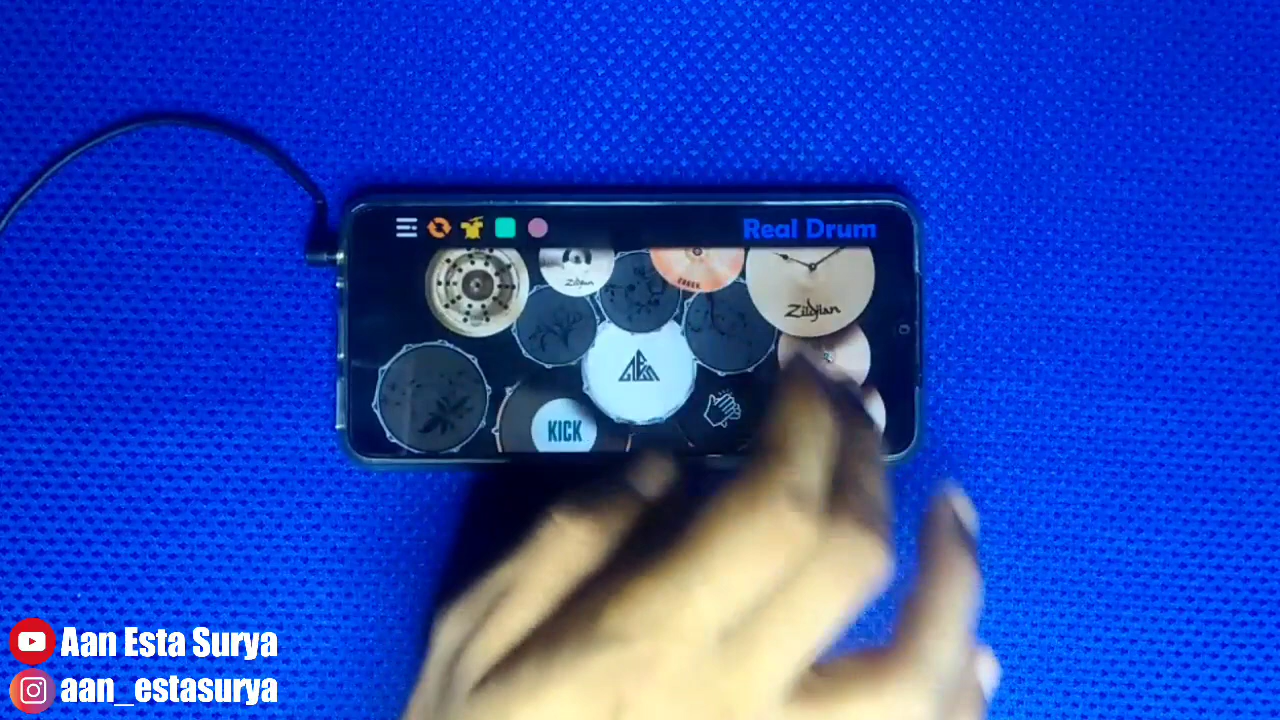 Real Drum
Zildjian
Zildjian
KICK
Aan Esta Surya
aan_estasurya